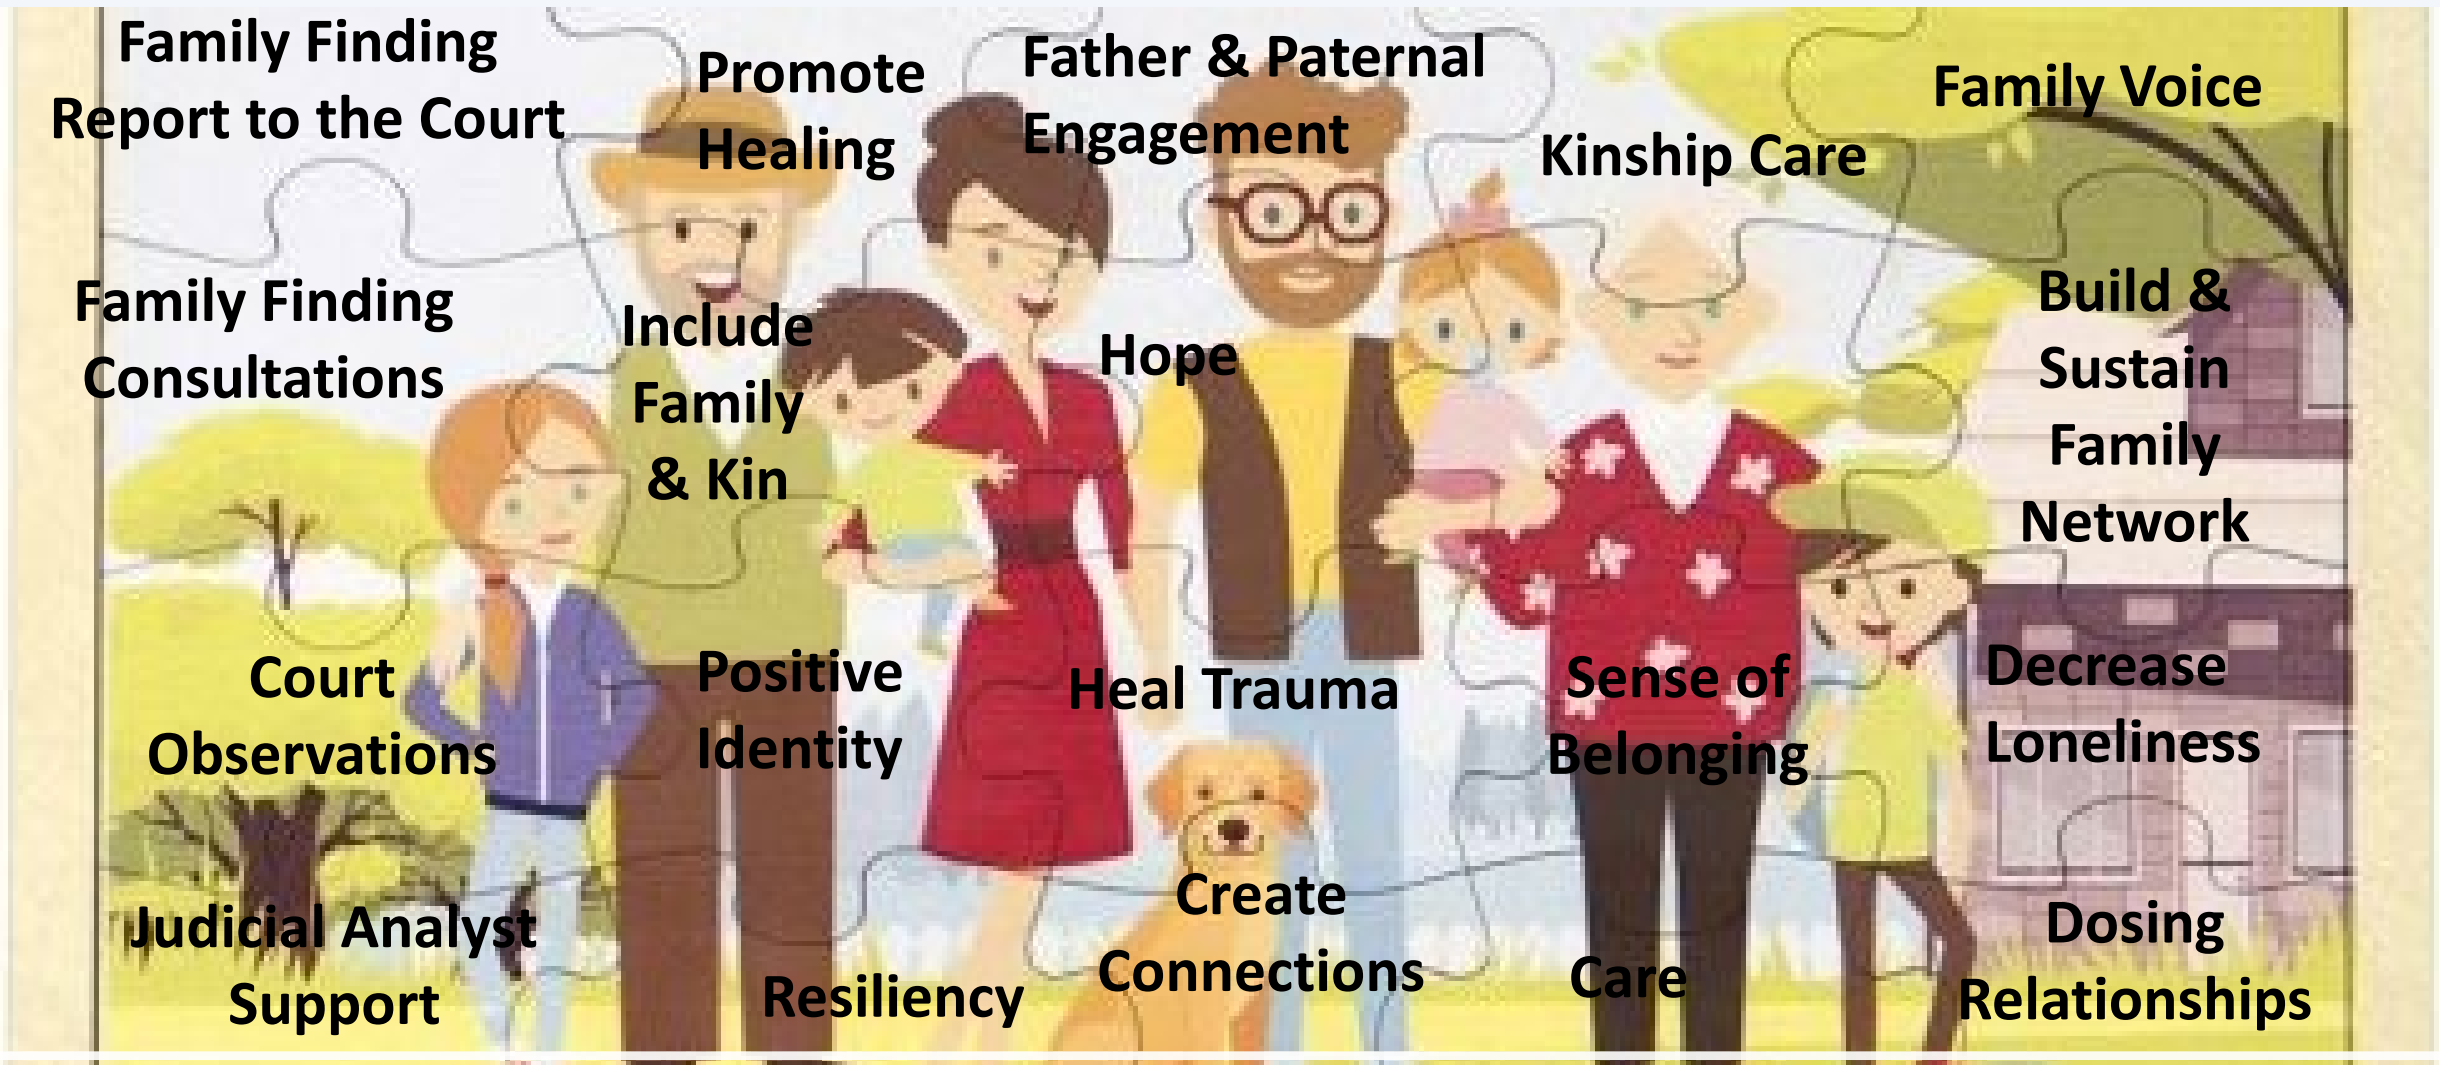 Family Finding
Report to the Court
Promote
Healing
Father & Paternal
Engagement
Kinship Care
Family Voice
Family Finding
Consultations
Include
Family
& Kin
Hope
Build &
Sustain
Family
Network
Court
Observations
Positive
Identity
Heal Trauma
Sense of
Belonging
Decrease
Loneliness
Judicial Analyst
Support
Resiliency
Create
Connections
Care
Dosing
Relationships